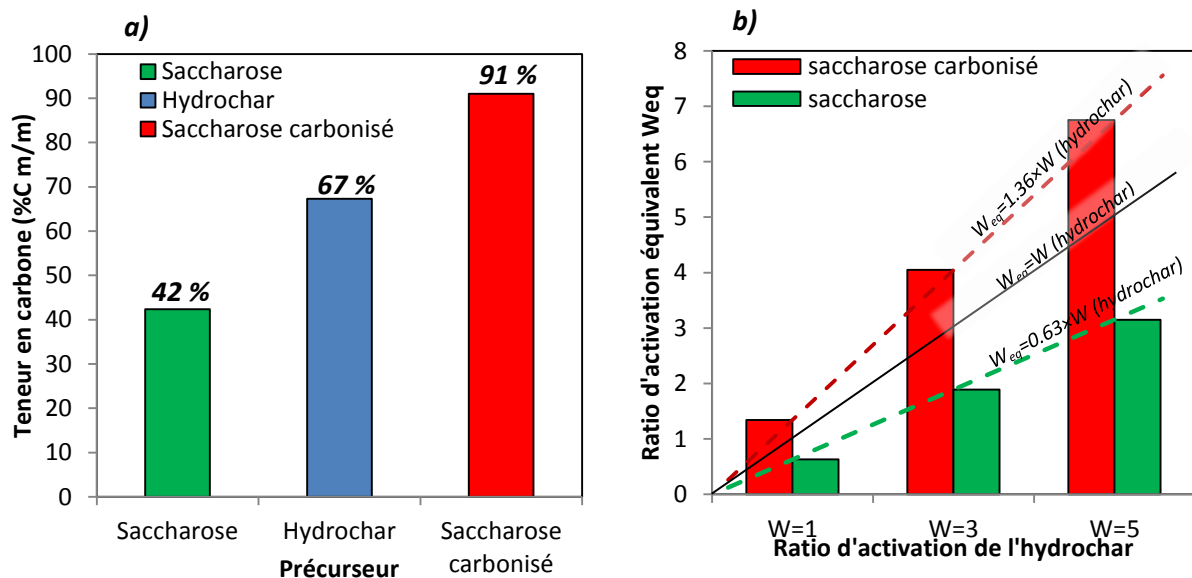 a)
Teneur en carbone (%C m/m)
100
90
80
70
60
50
40
30
20
10
0
Saccharose
Hydrochar
Saccharose carbonisé
42 %
67 %
91 %
Saccharose
Hydrochar
Saccharose
carbonisé
Précurseur
b)
Ratio d'activation équivalent Weq
8
7
6
5
4
3
2
1
0
saccharose carbonisé
saccharose
Weq=1.36×W (hydrochar)
Weq=W (hydrochar)
Weq=0.63×W (hydrochar)
W=1
W=3
W=5
Ratio d'activation de l'hydrochar